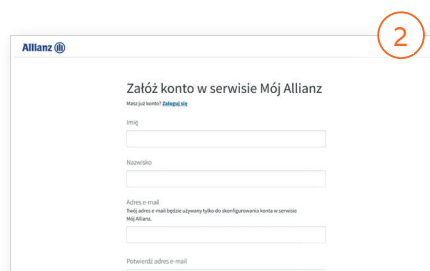 Allianz
2
Załóż konto w serwisie Mój Allianz
Masz już konto? Zaloguj się
Imię
Nazwisko
Adres e-mail
Twój adres e-mail będzie używany tylko do skonfigurowania konta w serwisie
Mój Allianz.
Potwierdź adres e-mail